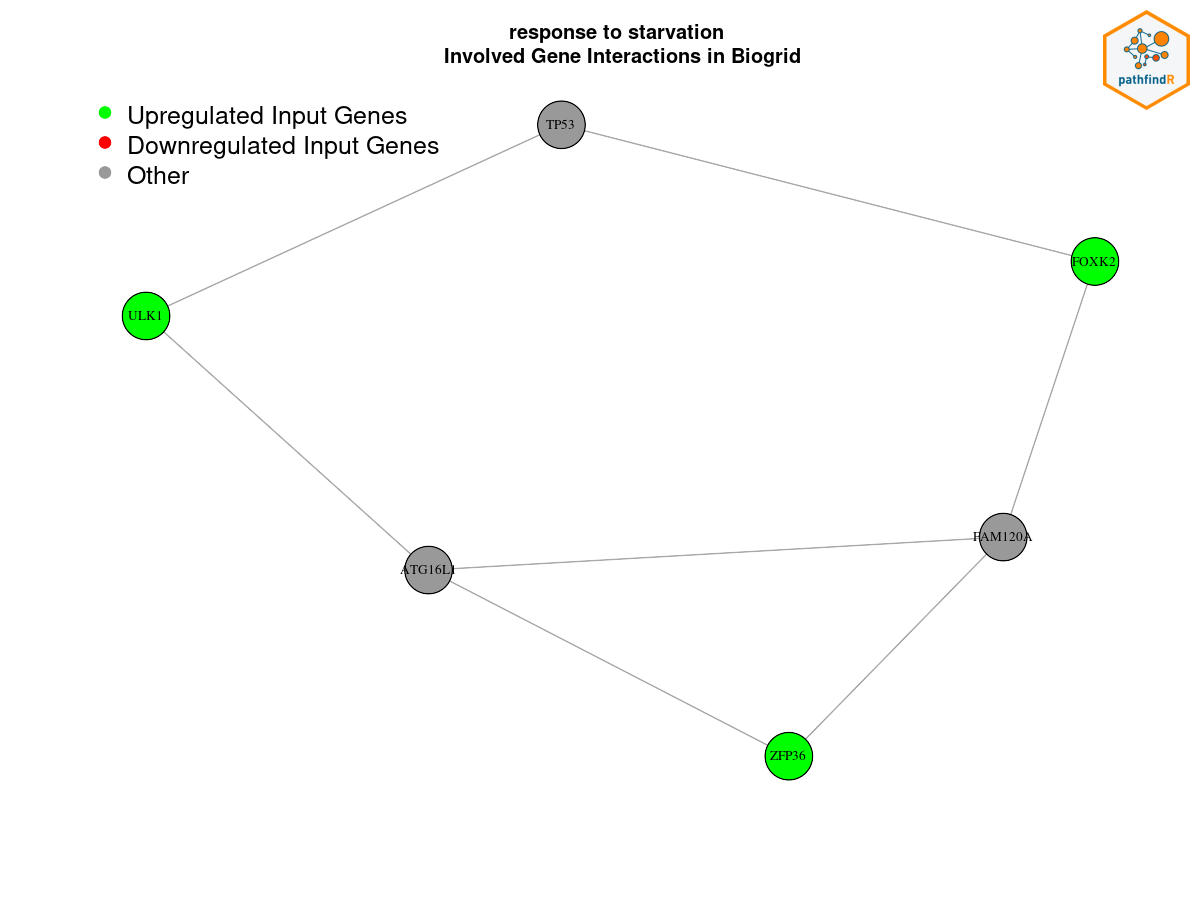 response to starvation
Involved Gene Interactions in Biogrid
pathfindR
Upregulated Input Genes
Downregulated Input Genes
Other
TP53
FOXK2
ULK1
FAM120A
ATG16L1
ZFP36